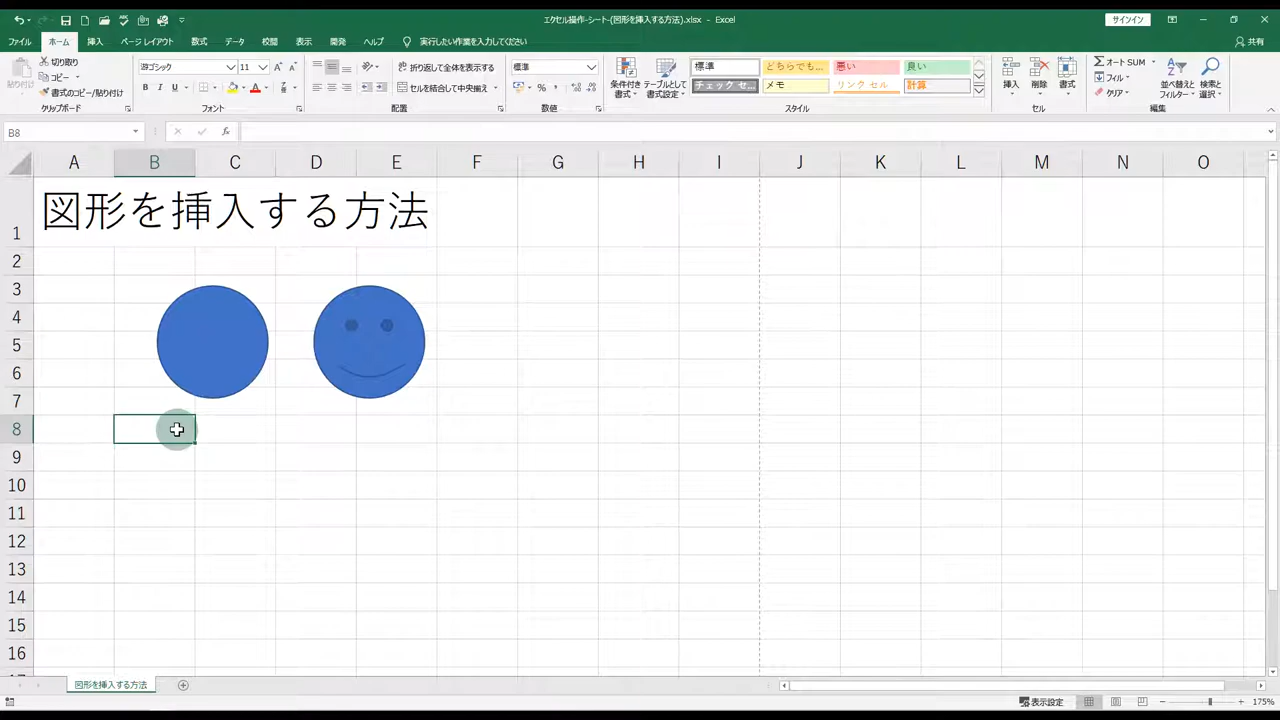 エクセル操作-シート-(図形を挿入する方法).xlsx - Excel
サインイン
ファイル ホーム 挿入 ページ レイアウト 数式 データ 校閲 表示 開発 ヘルプ 実行したい作業を入力してください 共有
切り取り 游ゴシック 11 折り返して全体を表示する 標準 標準 どちらでも... 悪い 良い オート SUM
コピー フィル
書式のコピー/貼り付け U A セルを結合して中央揃え % 条件付き書式 テーブルとして書式設定 チェック セ... メモ リンク セル 計算 挿入 削除 書式 クリア 並べ替えとフィルター 検索と選択
クリップボード フォント 配置 数値 スタイル セル 編集
B8 fx
A B C D E F G H I J K L M N O
1 図形を挿入する方法
2
3
4
5
6
7
8
9
10
11
12
13
14
15
16
図形を挿入する方法
表示設定 175%